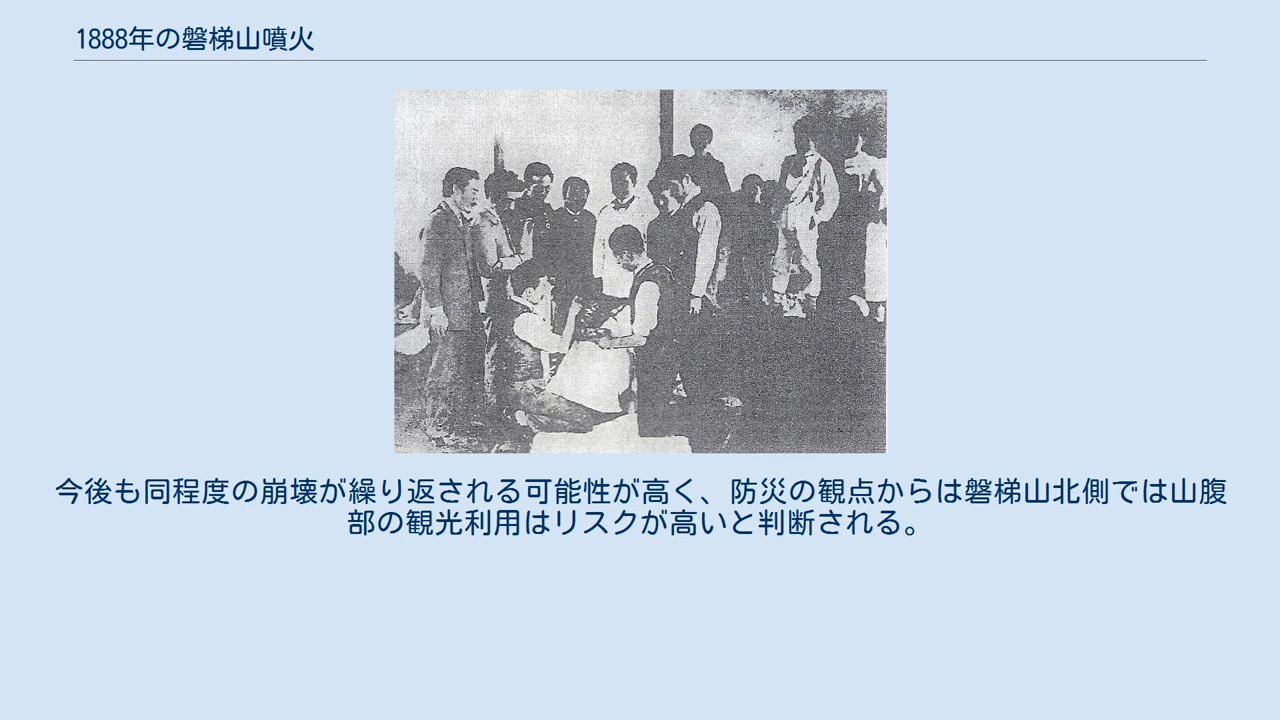 1888年の磐梯山噴火
今後も同程度の崩壊が繰り返される可能性が高く、防災の観点からは磐梯山北側では山腹
部の観光利用はリスクが高いと判断される。